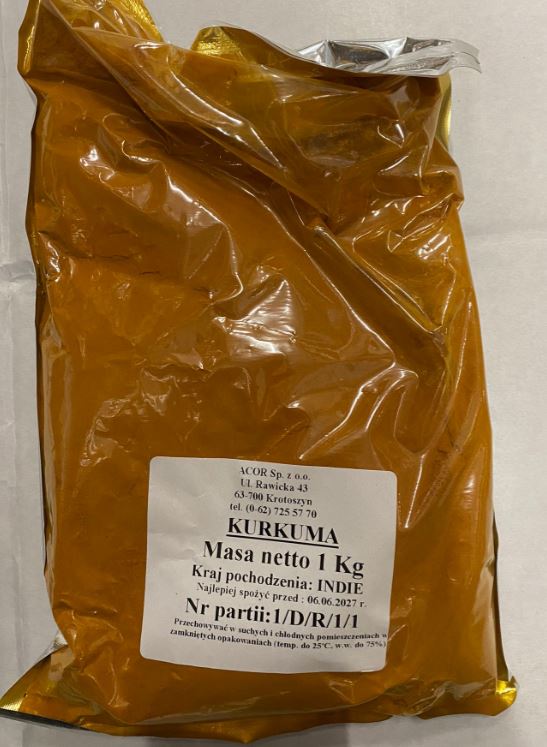 ACOR Sp. z o.o.
Ul. Rawicka 43
63-700 Krotoszyn
tel. (0-62) 725 57 70
KURKUMA
Masa netto 1 Kg
Kraj pochodzenia: INDIE
Najlepiej spożyć przed : 06.06.2027 r.
Nr partii:1/D/R/1/1
Przechowywać w suchych i chłodnych pomieszczeniach w
zamkniętych opakowaniach (temp. do 25°C, w.w. do 75%)